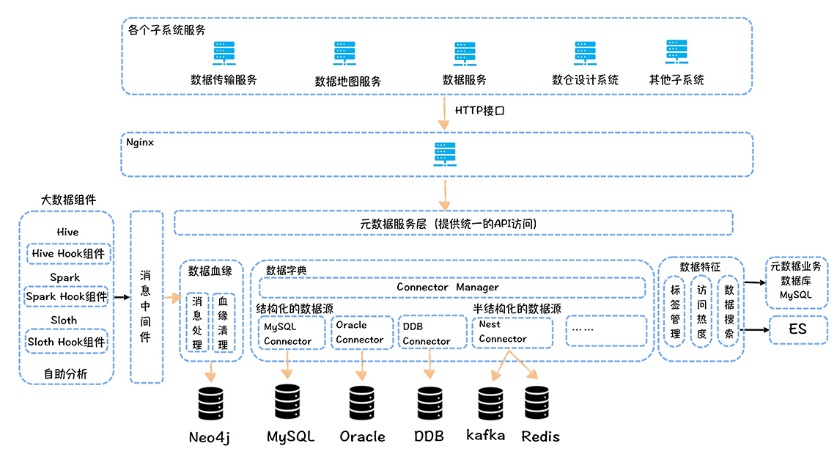 各个子系统服务
数据传输服务
数据地图服务
数据服务
数仓设计系统
其他子系统
HTTP接口
Nginx
元数据服务层 (提供统一的API访问)
大数据组件
Hive
Hive Hook组件
Spark
Spark Hook组件
Sloth
Sloth Hook组件
自助分析
消息中间件
数据血缘
消息处理
血缘清理
数据字典
Connector Manager
结构化的数据源
半结构化的数据源
MySQL
Connector
Oracle
Connector
DDB
Connector
Nest
Connector
……
数据特征
标签管理
访问热度
数据搜索
元数据业务
数据库
MySQL
ES
Neo4j
MySQL
Oracle
DDB
kafka
Redis